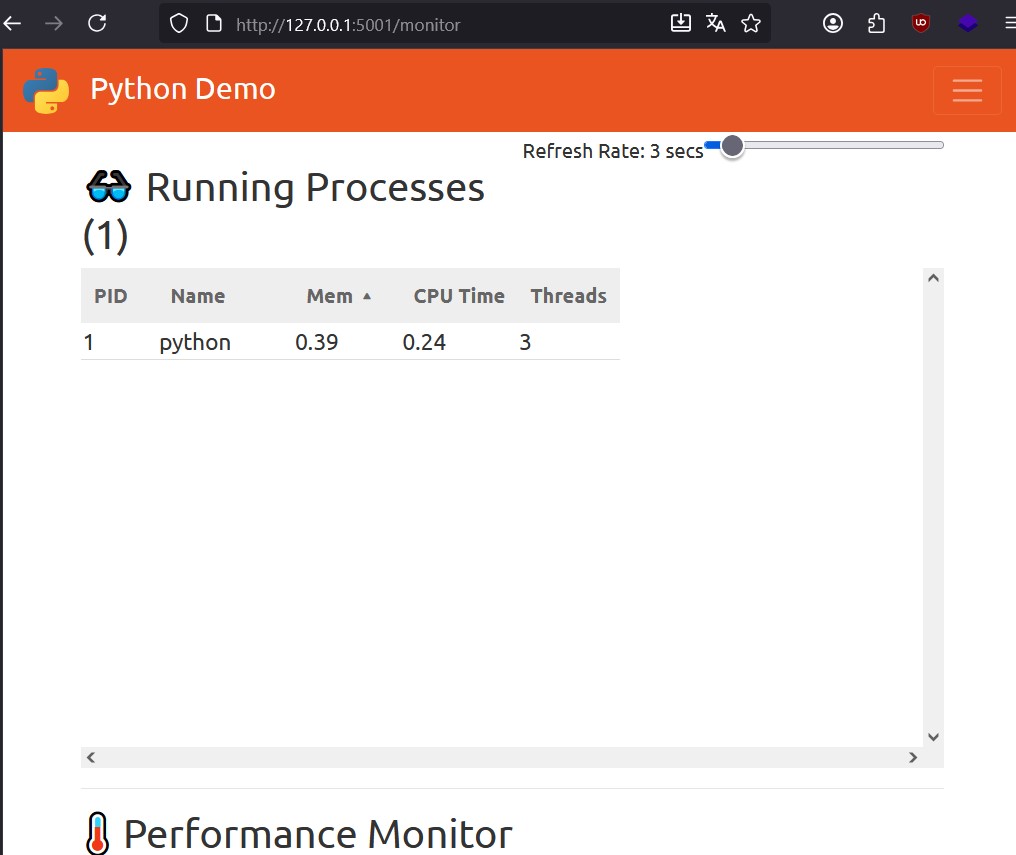 http://127.0.0.1:5001/monitor
Python Demo
Refresh Rate: 3 secs
Running Processes
(1)
PID Name Mem CPU Time Threads
1 python 0.39 0.24 3
Performance Monitor